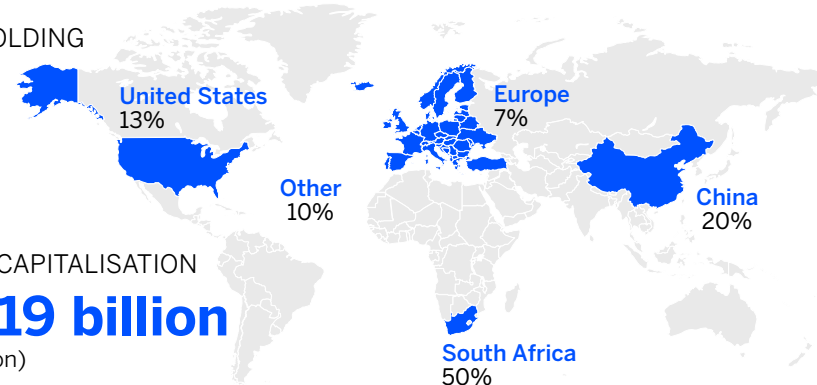 OLDING
United States
13%
Europe
7%
Other
10%
China
20%
CAPITALISATION
19 billion
on)
South Africa
50%